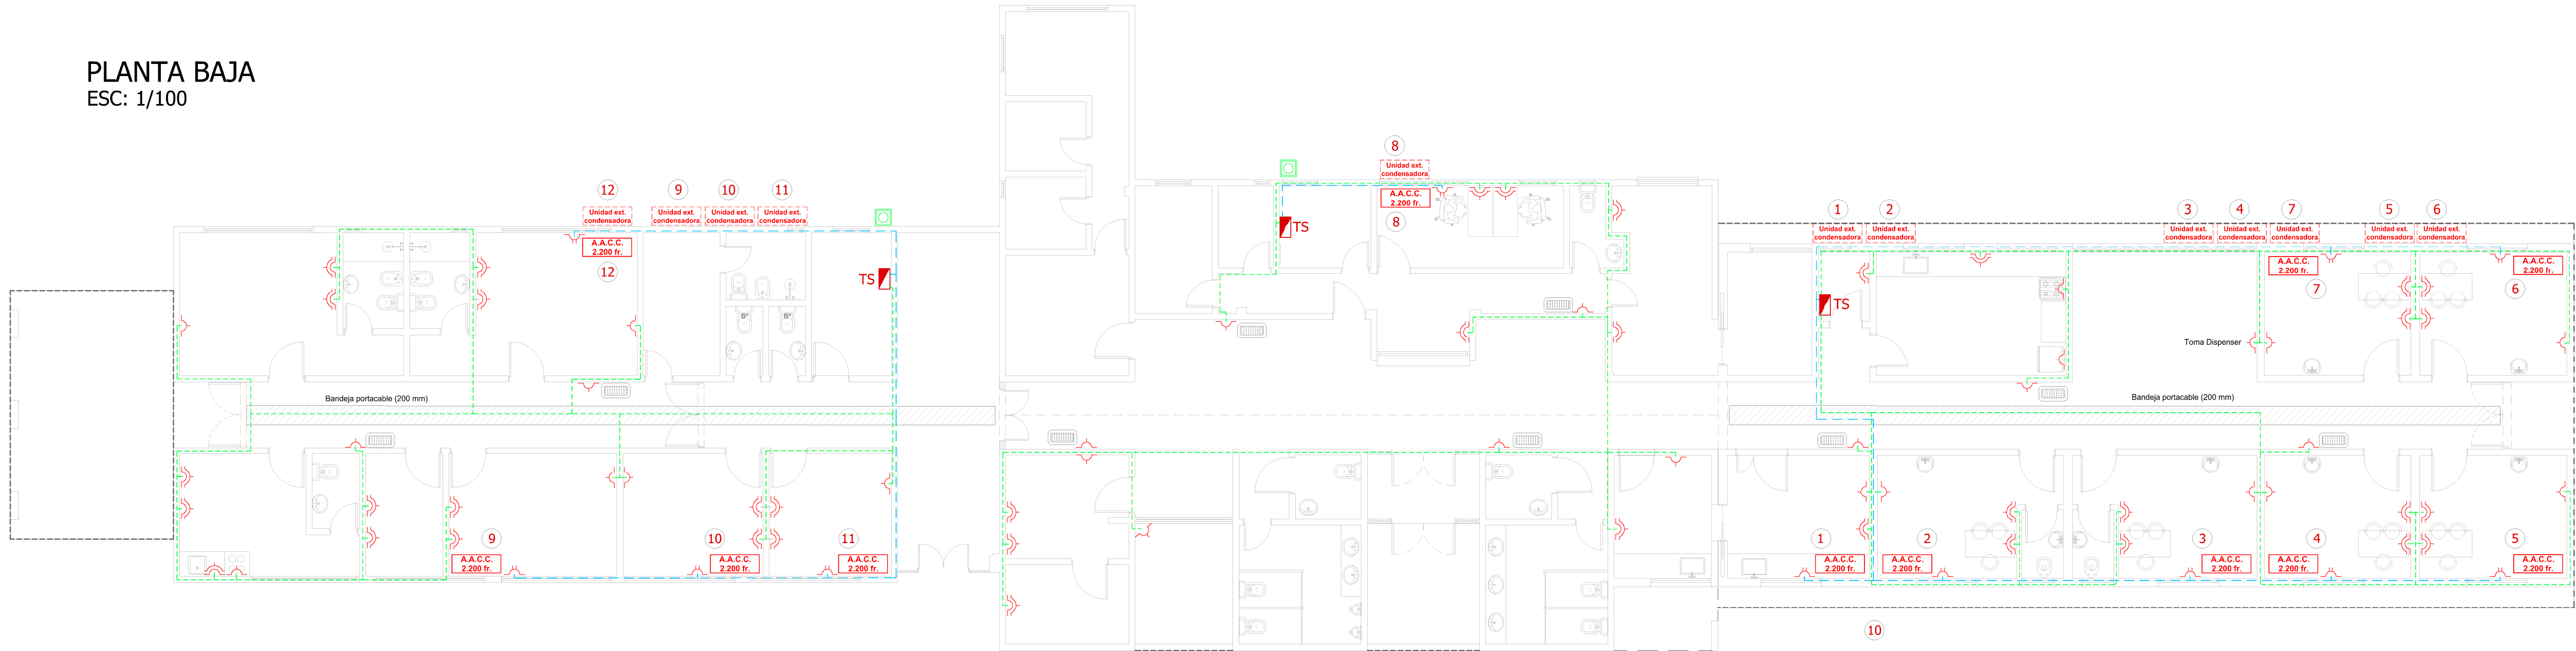 PLANTA BAJA
ESC: 1/100
8
Unidad ext.
condensadora
A.A.C.C.
2.200 fr.
8
TS
12
9
10
11
Unidad ext.
condensadora
Unidad ext.
condensadora
Unidad ext.
condensadora
Unidad ext.
condensadora
A.A.C.C.
2.200 fr.
12
TS
B*
B*
Bandeja portacable (200 mm)
9
A.A.C.C.
2.200 fr.
10
A.A.C.C.
2.200 fr.
11
A.A.C.C.
2.200 fr.
1
2
3
4
7
5
6
Unidad ext.
condensadora
Unidad ext.
condensadora
Unidad ext.
condensadora
Unidad ext.
condensadora
Unidad ext.
condensadora
Unidad ext.
condensadora
Unidad ext.
condensadora
A.A.C.C.
2.200 fr.
7
A.A.C.C.
2.200 fr.
6
TS
Toma Dispenser
Bandeja portacable (200 mm)
1
A.A.C.C.
2.200 fr.
2
A.A.C.C.
2.200 fr.
3
A.A.C.C.
2.200 fr.
4
A.A.C.C.
2.200 fr.
5
A.A.C.C.
2.200 fr.
10